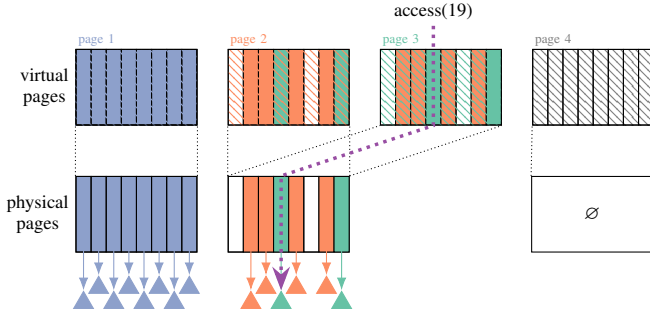 access(19)
page 1 page 2 page 3 page 4
virtual
pages
physical
pages
∅